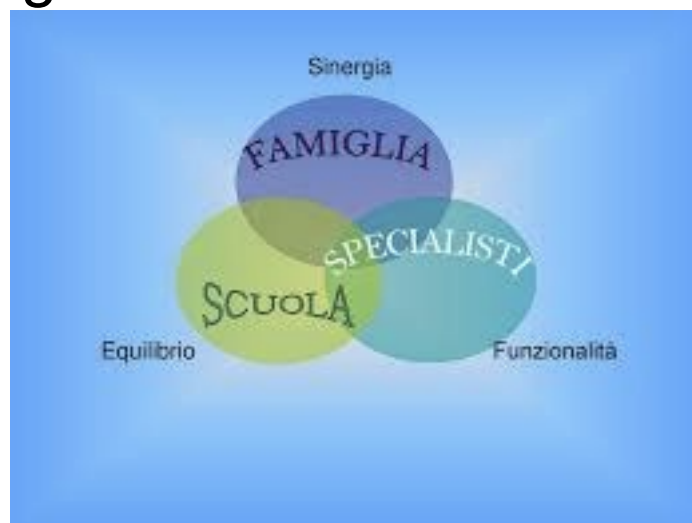 Sinergia
FAMIGLIA
SPECIALISTI
SCUOLA
Equilibrio
Funzionalità